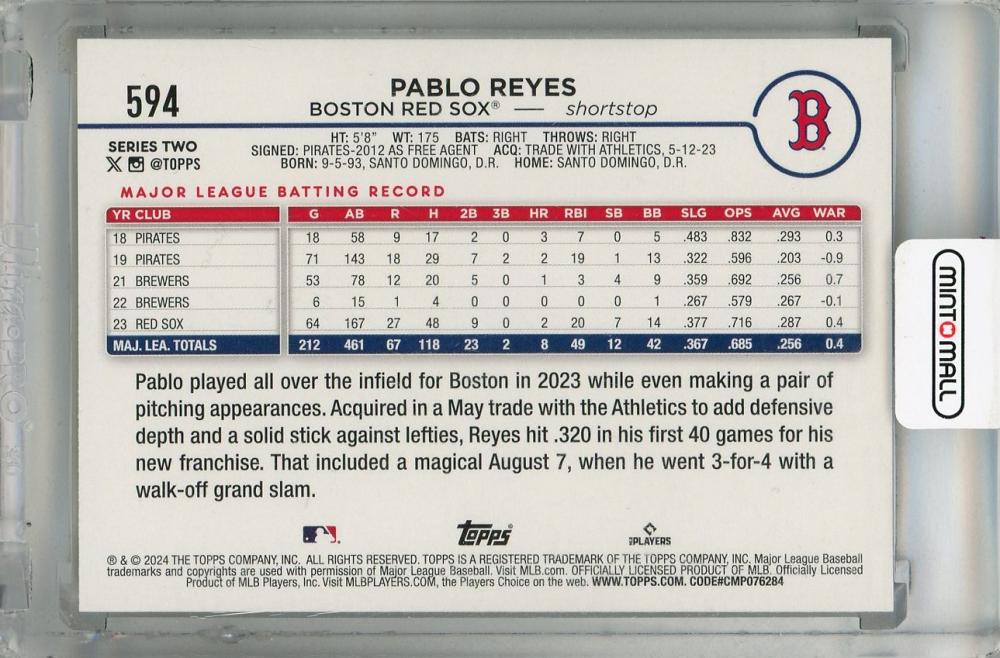 594
PABLO REYES
BOSTON RED SOX® — shortstop
B
SERIES TWO
X @TOPPS
HT: 5'8" WT: 175 BATS: RIGHT THROWS: RIGHT
SIGNED: PIRATES-2012 AS FREE AGENT ACQ: TRADE WITH ATHLETICS, 5-12-23
BORN: 9-5-93, SANTO DOMINGO, D.R. HOME: SANTO DOMINGO, D.R.
MAJOR LEAGUE BATTING RECORD
YR CLUB G AB R H 2B 3B HR RBI SB BB SLG OPS AVG WAR
18 PIRATES 18 58 9 17 2 0 3 7 0 5 .483 .832 .293 0.3
19 PIRATES 71 143 18 29 7 2 2 19 1 13 .322 .596 .203 -0.9
21 BREWERS 53 78 12 20 5 0 1 3 4 9 .359 .692 .256 0.7
22 BREWERS 6 15 1 4 0 0 0 0 0 1 .267 .579 .267 -0.1
23 RED SOX 64 167 27 48 9 0 2 20 7 14 .377 .716 .287 0.4
MAJ. LEA. TOTALS 212 461 67 118 23 2 8 49 12 42 .367 .685 .256 0.4
Pablo played all over the infield for Boston in 2023 while even making a pair of
pitching appearances. Acquired in a May trade with the Athletics to add defensive
depth and a solid stick against lefties, Reyes hit .320 in his first 40 games for his
new franchise. That included a magical August 7, when he went 3-for-4 with a
walk-off grand slam.
Topps®
PLAYERS
® & © 2024 THE TOPPS COMPANY, INC. ALL RIGHTS RESERVED. TOPPS IS A REGISTERED TRADEMARK OF THE TOPPS COMPANY, INC. Major League Baseball
trademarks and copyrights are used with permission of Major League Baseball. Visit MLB.com. OFFICIALLY LICENSED PRODUCT OF MLB. Officially Licensed
Product of MLB Players, Inc. Visit MLBPLAYERS.COM, the Players Choice on the web. WWW.TOPPS.COM. CODE#CMP076284
MINTOMALL